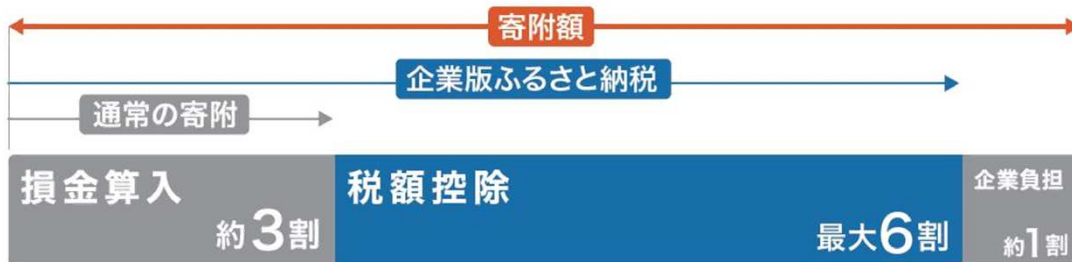 寄附額
企業版ふるさと納税
通常の寄附
損金算入
約3割
税額控除
最大6割
企業負担
約1割